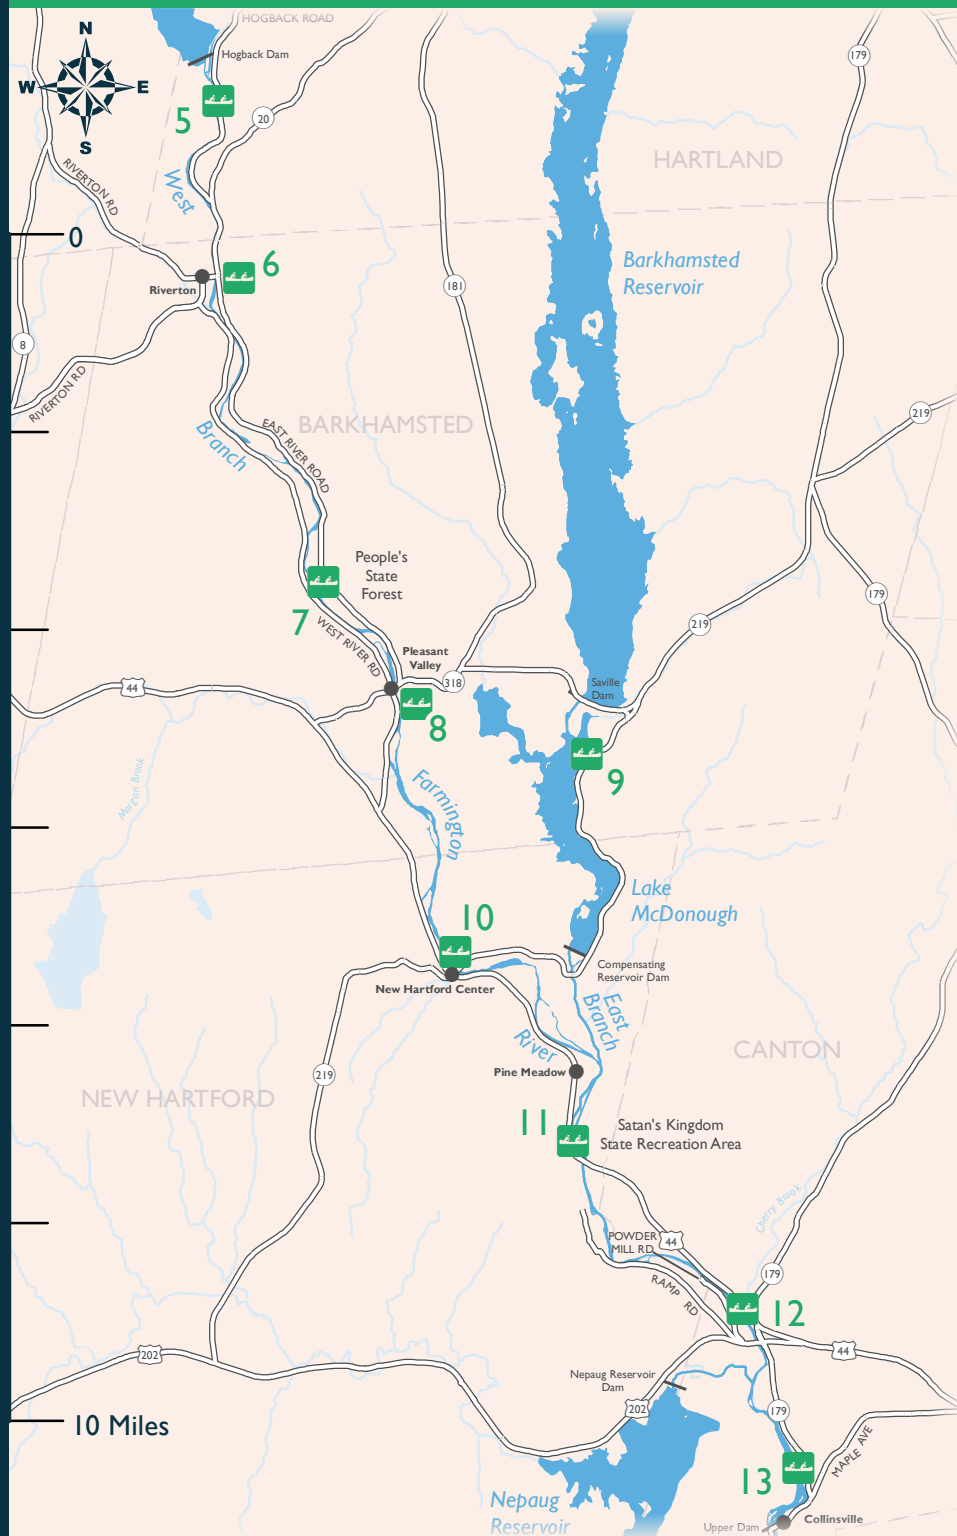 HOGBACK ROAD
N
W
E
S
Hogback Dam
179
5
20
HARTLAND
RIVERTON RD
West
0
6
Barkhamsted
Reservoir
Riverton
181
8
RIVERTON RD
219
BARKHAMSTED
EAST RIVER ROAD
Branch
People's
State
Forest
179
7
219
WEST RIVER RD
Pleasant
Valley
318
44
Saville
Dam
8
9
Morgan Brook
Farmington
Lake
McDonough
10
Compensating
Reservoir Dam
New Hartford Center
East
Branch
River
CANTON
Pine Meadow
219
NEW HARTFORD
11
Satan's Kingdom
State Recreation Area
Cherry Brook
POWDER
MILL RD
44
179
RAMP RD
12
202
44
Nepaug Reservoir
Dam
202
179
10 Miles
MAPLE AVE
13
Nepaug
Reservoir
Collinsville
Upper Dam